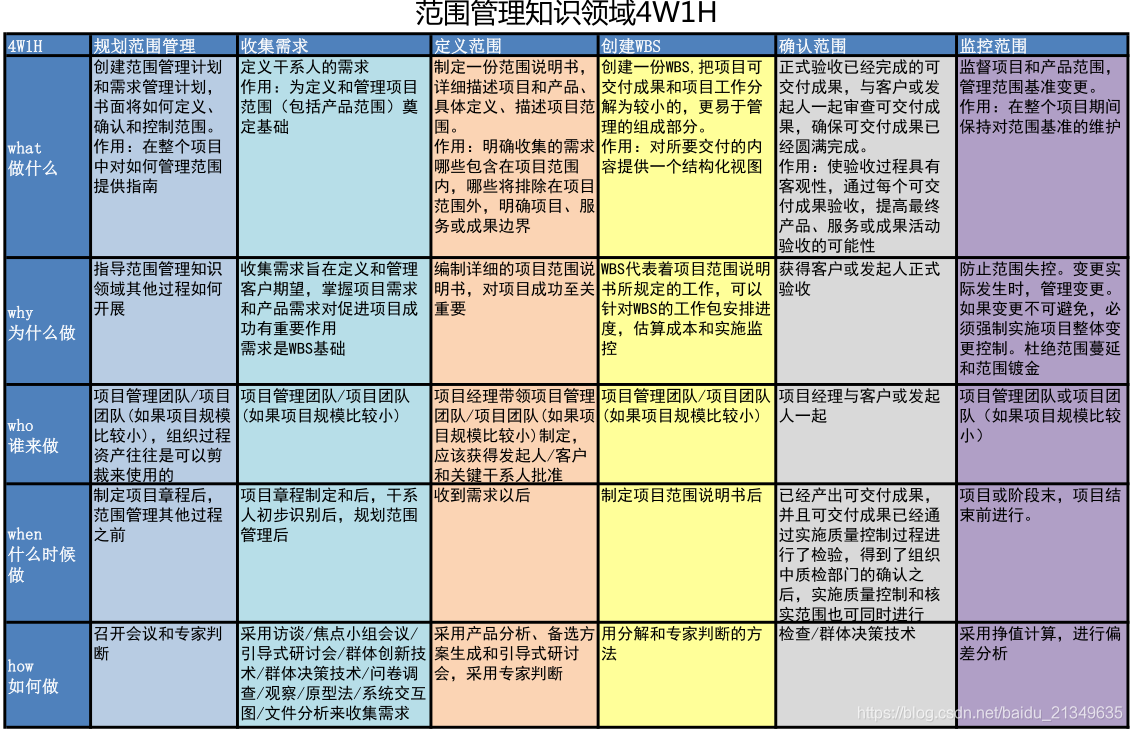 范围管理知识领域4W1H
4W1H
规划范围管理
收集需求
定义范围
创建WBS
确认范围
监控范围
what
做什么
创建范围管理计划
和需求管理计划，
书面将如何定义、
确认和控制范围。
作用：在整个项目
中对如何管理范围
提供指南
定义干系人的需求
作用：为定义和管理项目
范围（包括产品范围）奠
定基础
制定一份范围说明书，
详细描述项目和产品、
具体定义、描述项目范
围。
作用：明确收集的需求
哪些包含在项目范围
内，哪些将排除在项目
范围外，明确项目、服
务或成果边界
创建一份WBS,把项目可
交付成果和项目工作分
解为较小的，更易于管
理的组成部分。
作用：对所要交付的内
容提供一个结构化视图
正式验收已经完成的可
交付成果，与客户或发
起人一起审查可交付成
果，确保可交付成果已
经圆满完成。
作用：使验收过程具有
客观性，通过每个可交
付成果验收，提高最终
产品、服务或成果活动
验收的可能性
监督项目和产品范围，
管理范围基准变更。
作用：在整个项目期间
保持对范围基准的维护
why
为什么做
指导范围管理知识
领域其他过程如何
开展
收集需求旨在定义和管理
客户期望，掌握项目需求
和产品需求对促进项目成
功有重要作用
需求是WBS基础
编制详细的项目范围说
明书，对项目成功至关
重要
WBS代表着项目范围说明
书所规定的工作，可以
针对WBS的工作包安排进
度，估算成本和实施监
控
获得客户或发起人正式
验收
防止范围失控。变更实
际发生时，管理变更。
如果变更不可避免，必
须强制实施项目整体变
更控制。杜绝范围蔓延
和范围镀金
who
谁来做
项目管理团队/项目
团队(如果项目规模
比较小)，组织过程
资产往往是可以剪
裁来使用的
项目管理团队/项目团队
(如果项目规模比较小)
项目经理带领项目管理
团队/项目团队(如果项
目规模比较小)制定，
应该获得发起人/客户
和关键干系人批准
项目管理团队/项目团队
(如果项目规模比较小)
项目经理与客户或发起
人一起
项目管理团队或项目团
队（如果项目规模比较
小）
when
什么时候
做
制定项目章程后，
范围管理其他过程
之前
项目章程制定和后，干系
人初步识别后，规划范围
管理后
收到需求以后
制定项目范围说明书后
已经产出可交付成果，
并且可交付成果已经通
过实施质量控制过程进
行了检验，得到了组织
中质检部门的确认之
后，实施质量控制和核
实范围也可同时进行
项目或阶段末，项目结
束前进行。
how
如何做
召开会议和专家判
断
采用访谈/焦点小组会议/
引导式研讨会/群体创新技
术/群体决策技术/问卷调
查/观察/原型法/系统交互
图/文件分析来收集需求
采用产品分析、备选方
案生成和引导式研讨
会，采用专家判断
用分解和专家判断的方
法
检查/群体决策技术
采用挣值计算，进行偏
差分析
https://blog.csdn.net/baidu_21349635